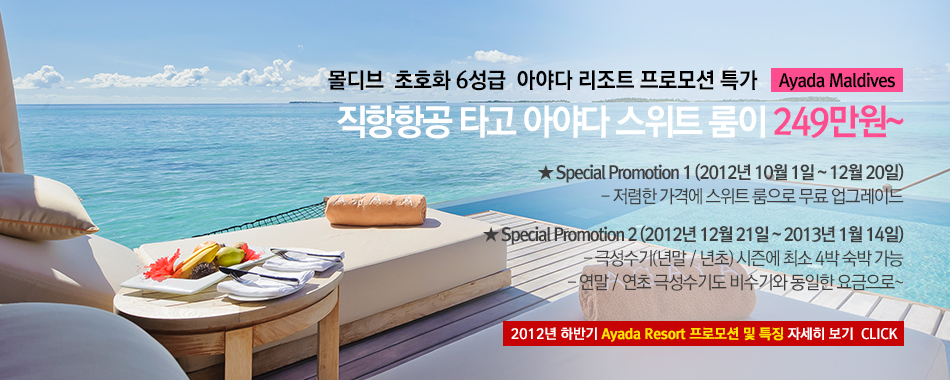 몰디브 초호화 6성급 아야다 리조트 프로모션 특가 Ayada Maldives
직항항공 타고 아야다 스위트 룸이 249만원~
★ Special Promotion 1 (2012년 10월 1일 ~ 12월 20일)
- 저렴한 가격에 스위트 룸으로 무료 업그레이드
★ Special Promotion 2 (2012년 12월 21일 ~ 2013년 1월 14일)
- 극성수기(년말 / 년초) 시즌에 최소 4박 숙박 가능
- 연말 / 연초 극성수기도 비수기와 동일한 요금으로~
2012년 하반기 Ayada Resort 프로모션 및 특징 자세히 보기 CLICK